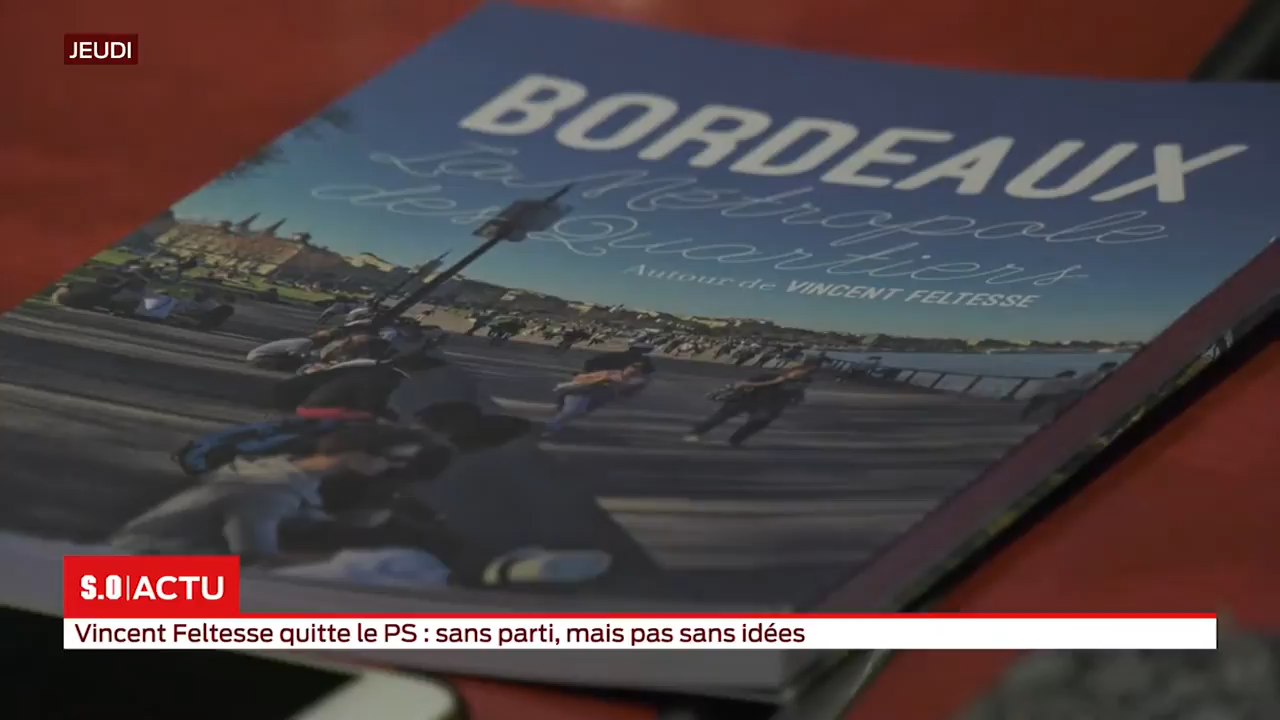 JEUDI
BORDEAUX
La Métropole
des Quartiers
Autour de VINCENT FELTESSE
S.O|ACTU
Vincent Feltesse quitte le PS : sans parti, mais pas sans idées